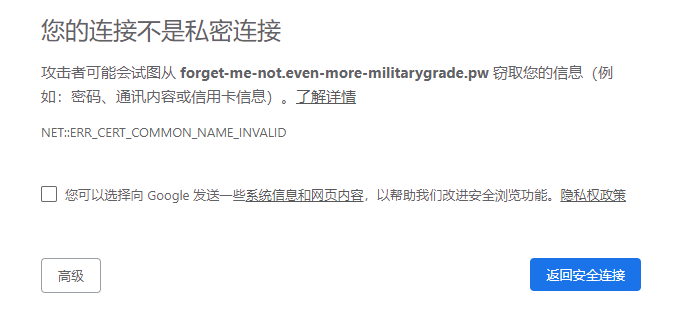 您的连接不是私密连接
攻击者可能会试图从 forget-me-not.even-more-militarygrade.pw 窃取您的信息（例
如：密码、通讯内容或信用卡信息）。了解详情
NET::ERR_CERT_COMMON_NAME_INVALID
您可以选择向 Google 发送一些系统信息和网页内容，以帮助我们改进安全浏览功能。隐私权政策
高级
返回安全连接